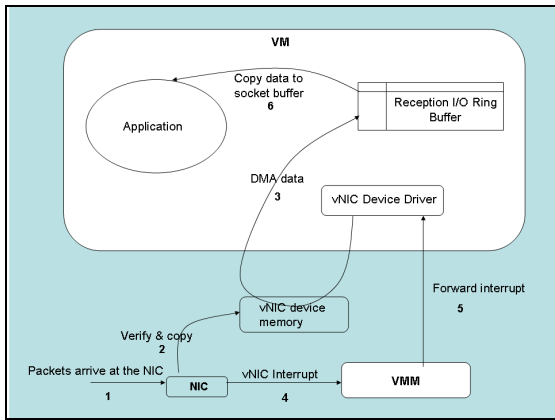 VM
Copy data to
socket buffer
6
Application
Reception I/O Ring
Buffer
DMA data
3
vNIC Device Driver
vNIC device
memory
Forward interrupt
5
Verify & copy
2
Packets arrive at the NIC
1
NIC
vNIC Interrupt
4
VMM